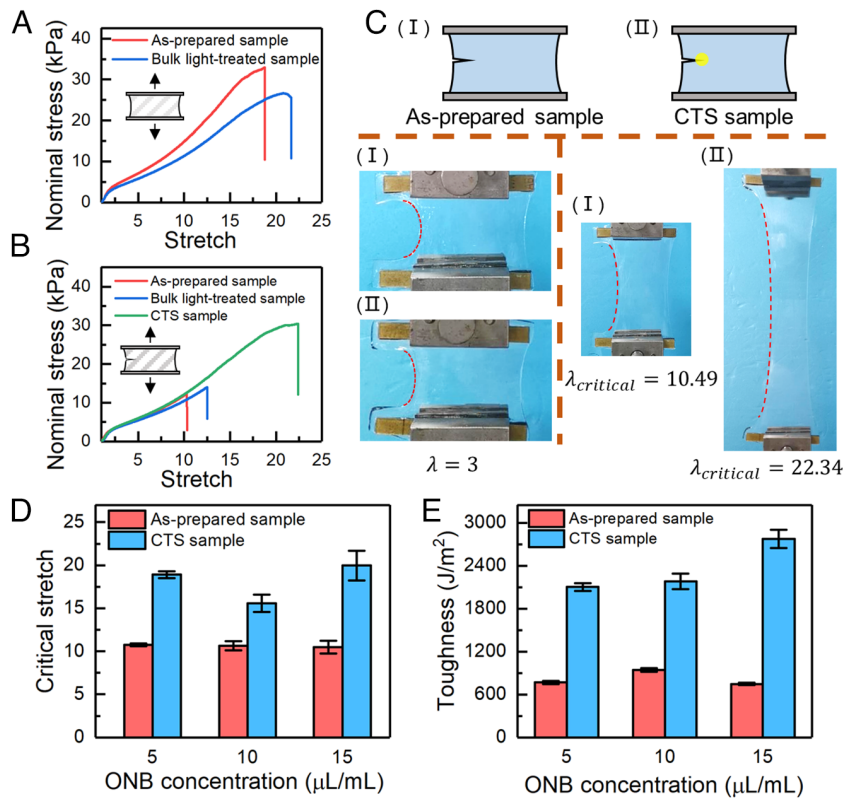 A
Nominal stress (kPa)
40
35
30
25
20
15
10
5
0
As-prepared sample
Bulk light-treated sample
5 10 15 20 25
Stretch
B
Nominal stress (kPa)
50
40
30
20
10
0
As-prepared sample
Bulk light-treated sample
CTS sample
5 10 15 20 25
Stretch
C
(I)
As-prepared sample
(II)
CTS sample
(I)
(II)
λ = 3
(I)
λcritical = 10.49
(II)
λcritical = 22.34
D
Critical stretch
25
20
15
10
5
0
As-prepared sample
CTS sample
5 10 15
ONB concentration (μL/mL)
E
Toughness (J/m²)
3000
2400
1800
1200
600
0
As-prepared sample
CTS sample
5 10 15
ONB concentration (μL/mL)